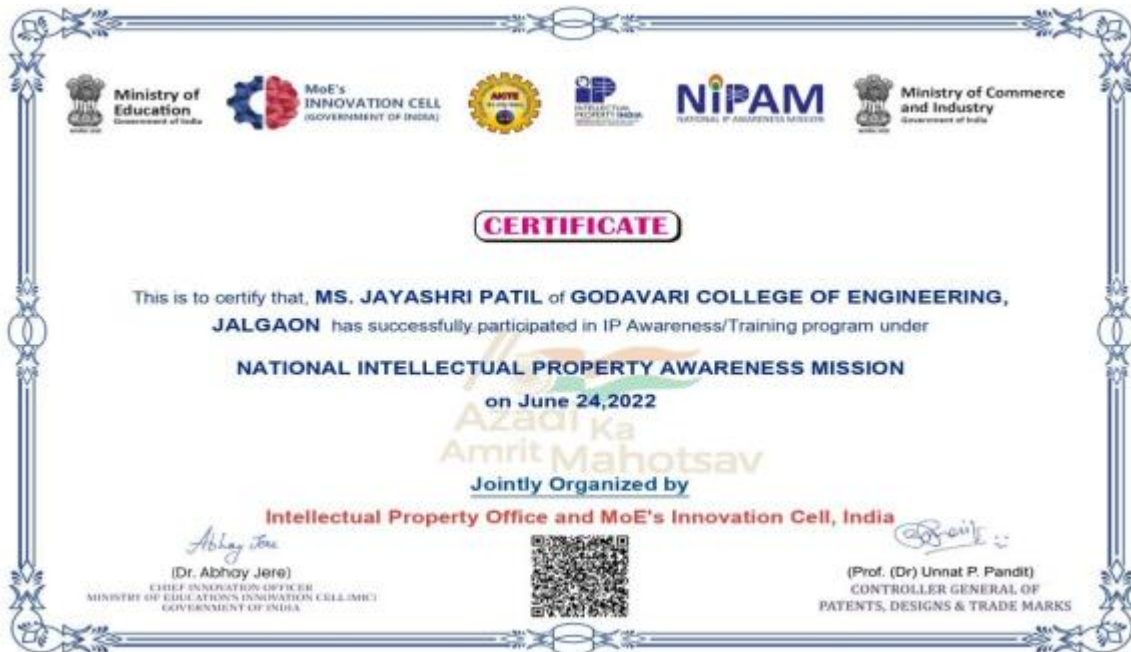 Ministry of
Education
Government of India
MoE's
INNOVATION CELL
(GOVERNMENT OF INDIA)
INTELLECTUAL
PROPERTY INDIA
NIPAM
NATIONAL IP AWARENESS MISSION
Ministry of Commerce
and Industry
Government of India
CERTIFICATE
This is to certify that, MS. JAYASHRI PATIL of GODAVARI COLLEGE OF ENGINEERING,
JALGAON has successfully participated in IP Awareness/Training program under
NATIONAL INTELLECTUAL PROPERTY AWARENESS MISSION
on June 24,2022
Azadi Ka
Amrit Mahotsav
Jointly Organized by
Intellectual Property Office and MoE's Innovation Cell, India
Abhay Jere
(Dr. Abhay Jere)
CHIEF INNOVATION OFFICER
MINISTRY OF EDUCATION'S INNOVATION CELL (MIC)
GOVERNMENT OF INDIA
(Prof. (Dr) Unnat P. Pandit)
CONTROLLER GENERAL OF
PATENTS, DESIGNS & TRADE MARKS